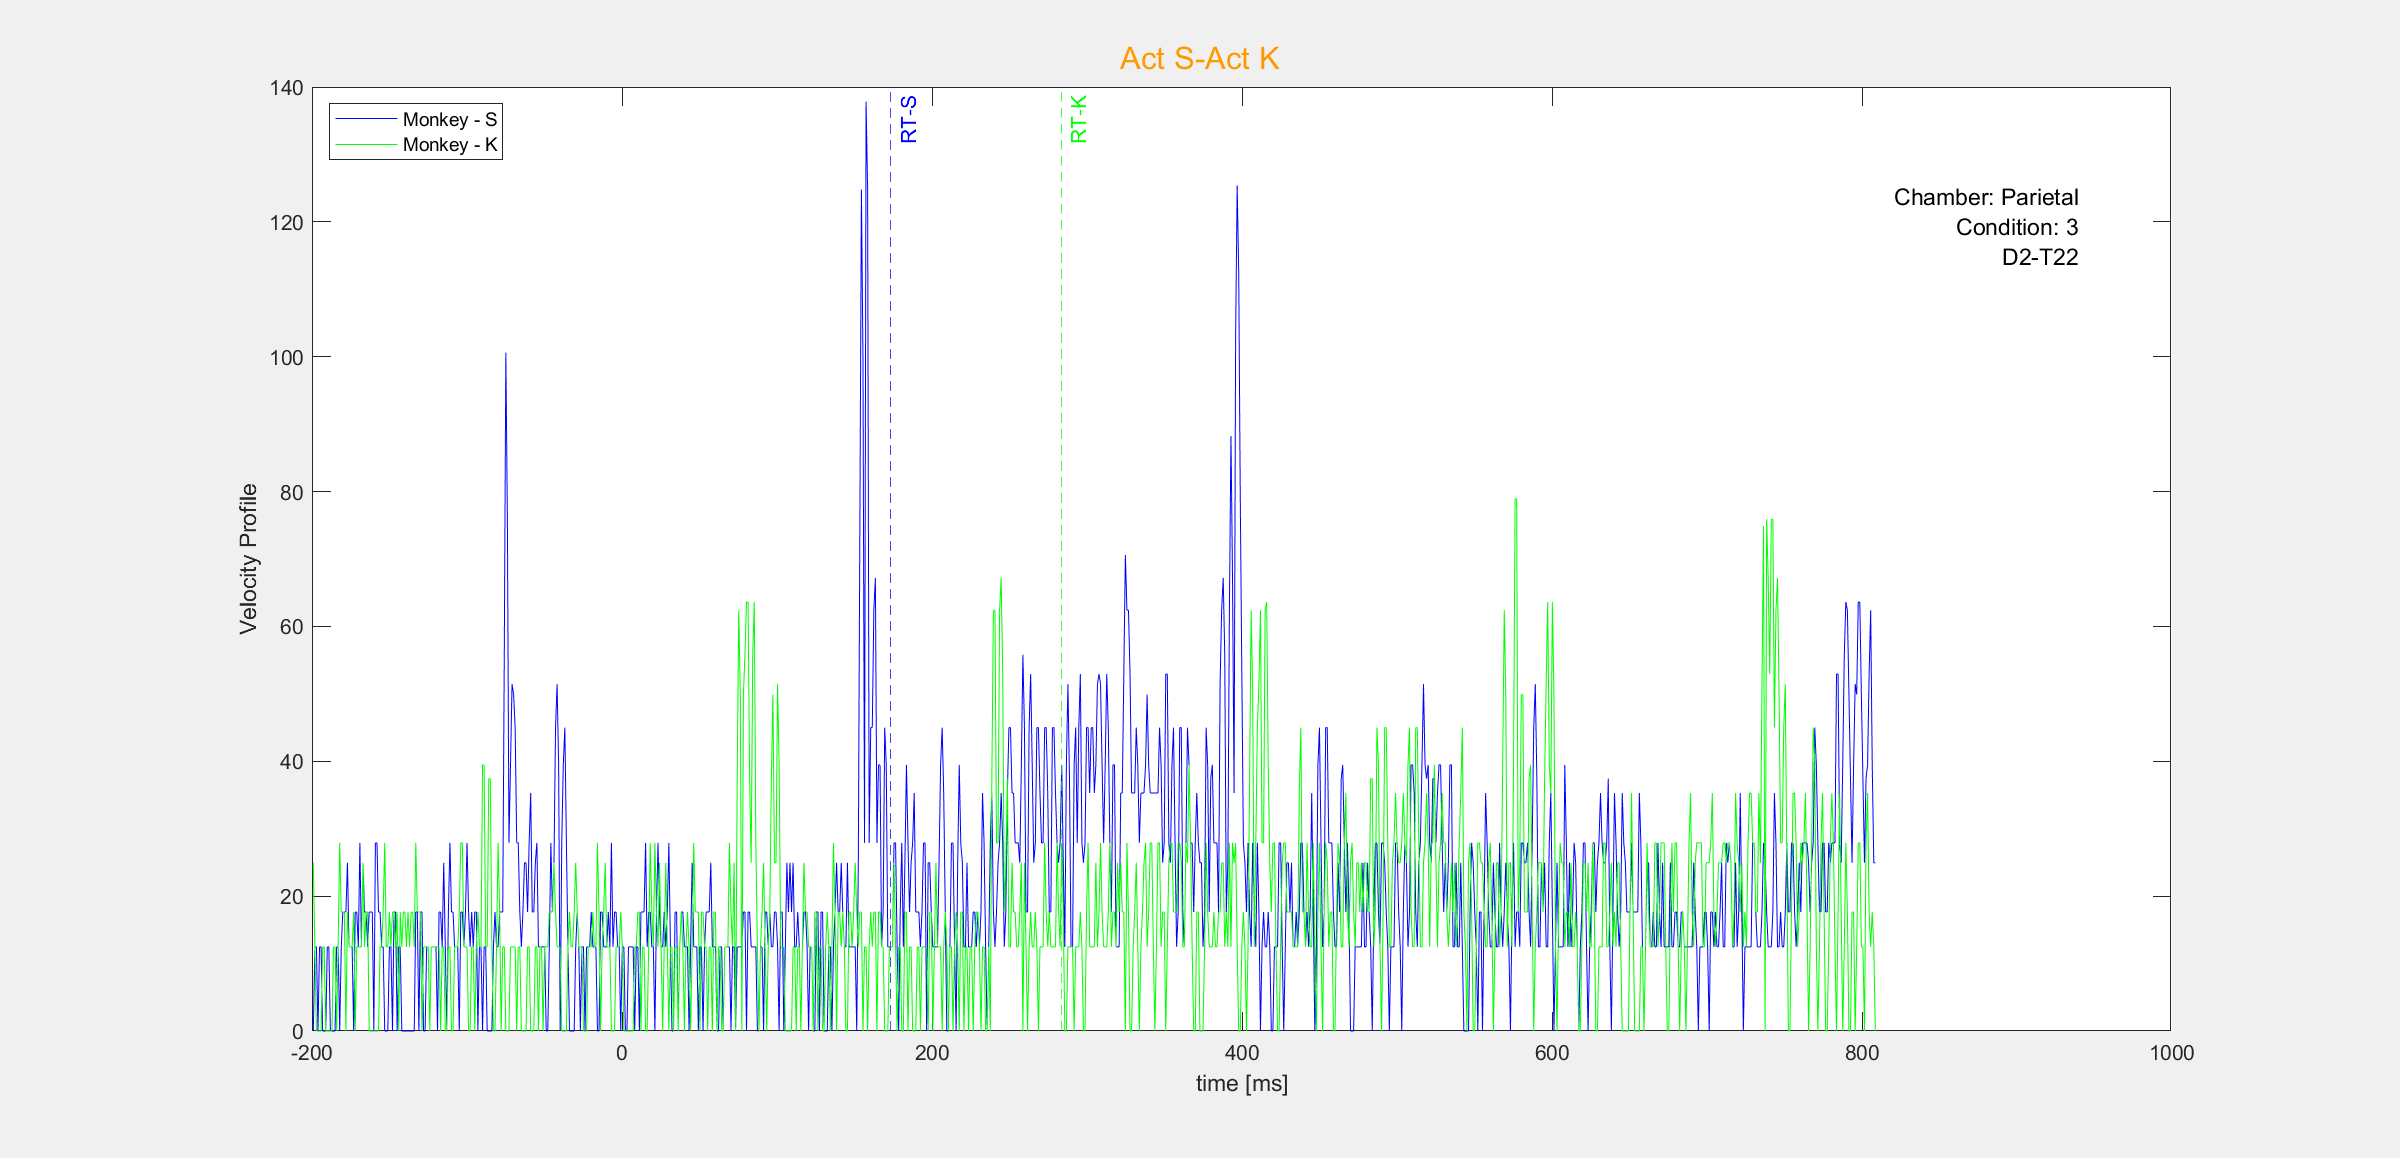 Act S-Act K
140
120
100
80
60
40
20
0
Velocity Profile
Monkey - S
Monkey - K
RT-S
RT-K
Chamber: Parietal
Condition: 3
D2-T22
-200
0
200
400
600
800
1000
time [ms]